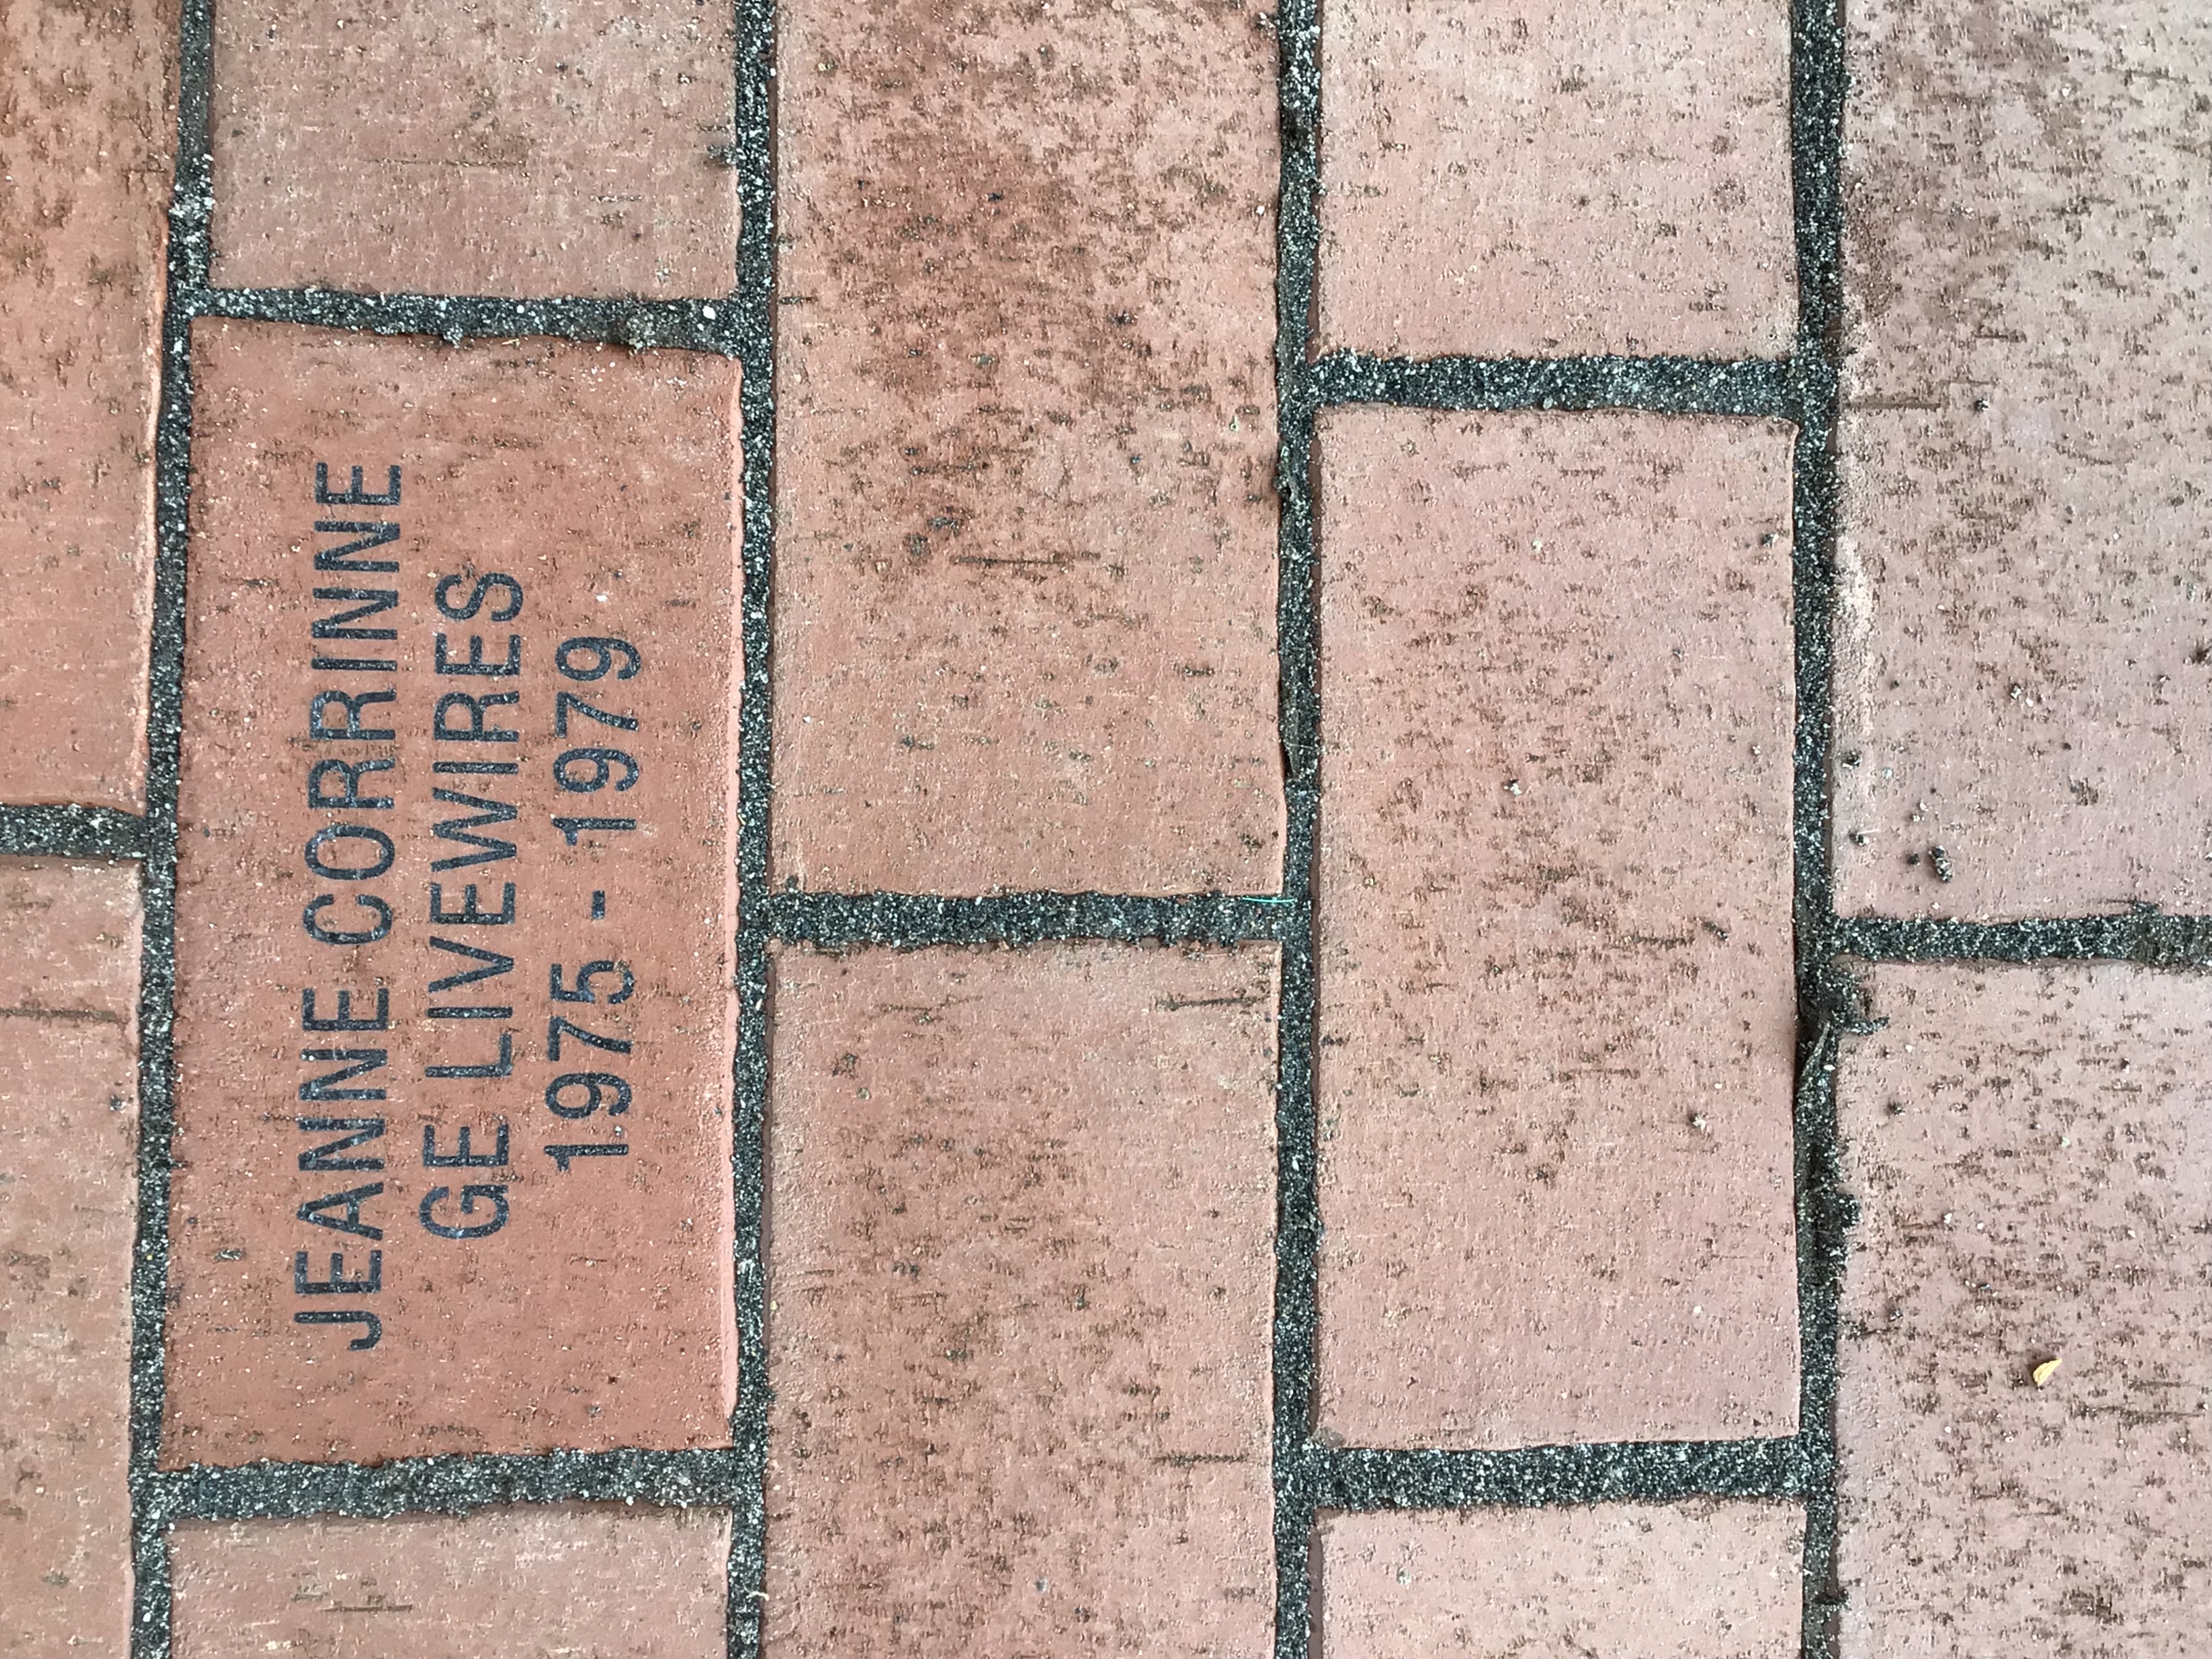 JEANNE CORRINNE
GE LIVEWIRES
1975 - 1979